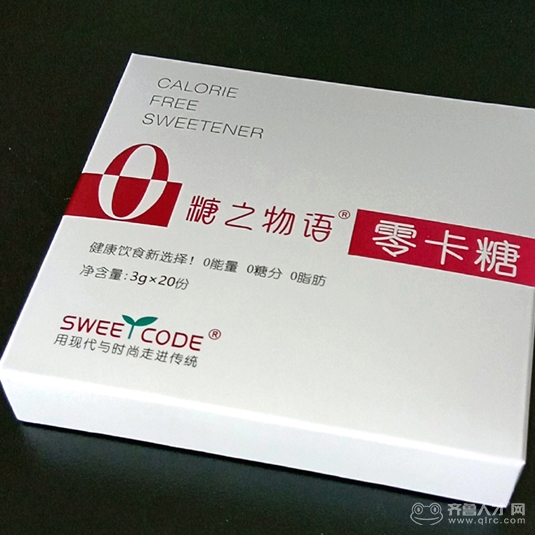 CALORIE
FREE
SWEETENER
0 糖之物语® 零卡糖
健康饮食新选择！0能量 0糖分 0脂肪
净含量:3g×20份
SWEETCODE®
用现代与时尚走进传统
齐鲁人才网
www.qlrc.com